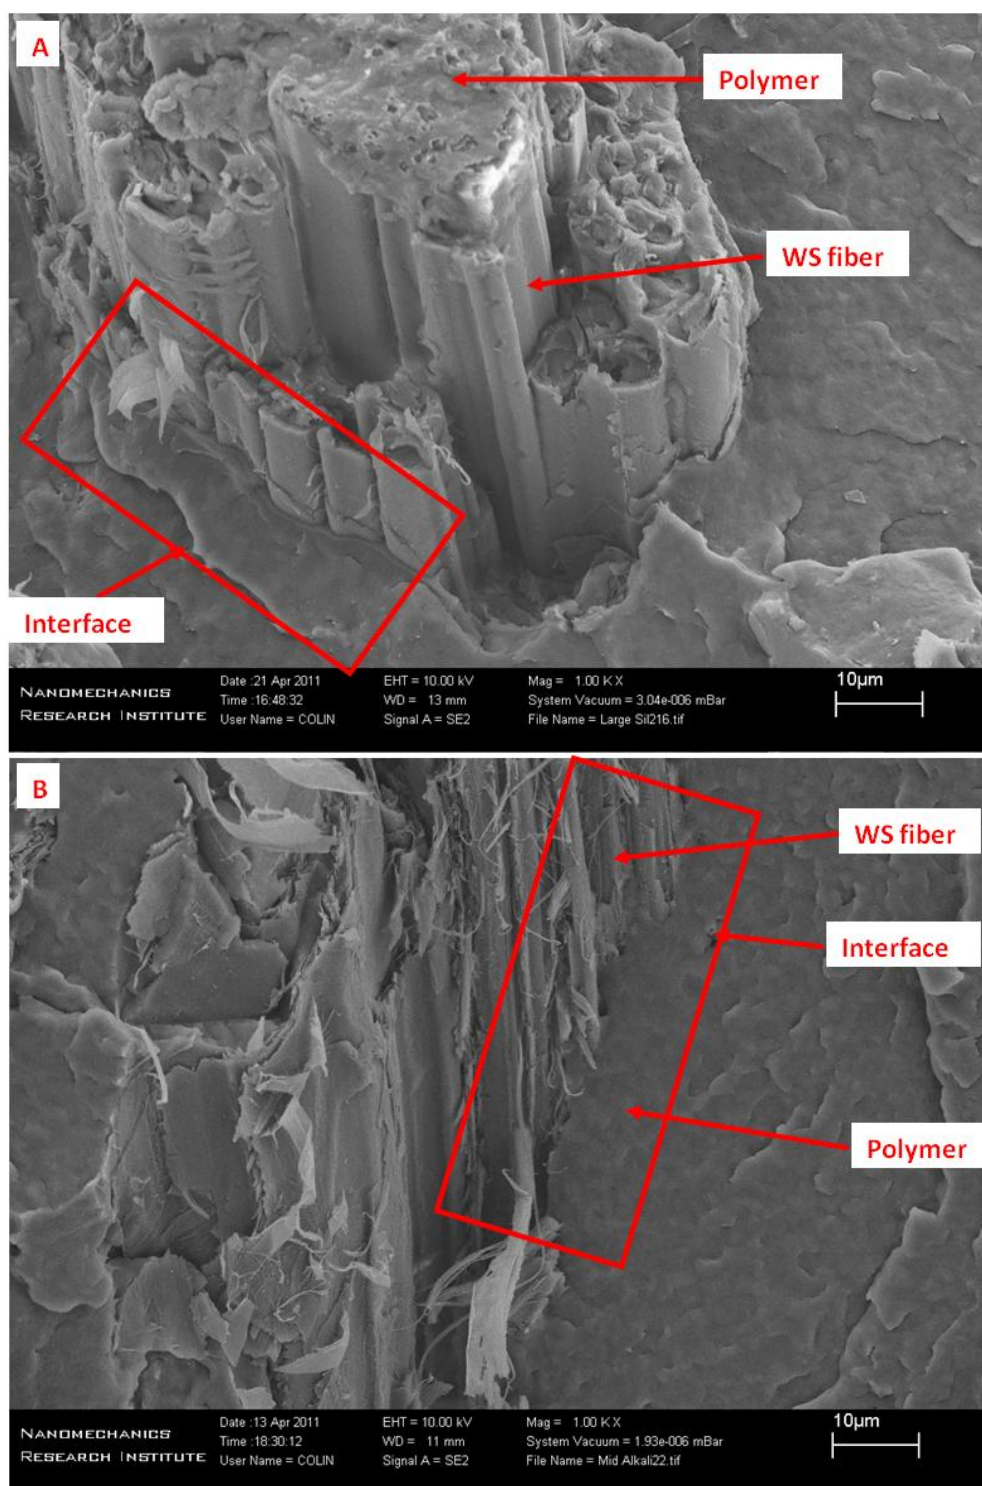 A
Polymer
WS fiber
Interface
NANOMECHANICS
RESEARCH INSTITUTE
Date :21 Apr 2011
Time :16:48:32
User Name = COLIN
EHT = 10.00 kV
WD = 13 mm
Signal A = SE2
Mag = 1.00 K X
System Vacuum = 3.04e-006 mBar
File Name = Large Sil216.tif
10µm
B
WS fiber
Interface
Polymer
NANOMECHANICS
RESEARCH INSTITUTE
Date :13 Apr 2011
Time :18:30:12
User Name = COLIN
EHT = 10.00 kV
WD = 11 mm
Signal A = SE2
Mag = 1.00 K X
System Vacuum = 1.93e-006 mBar
File Name = Mid Alkali22.tif
10µm